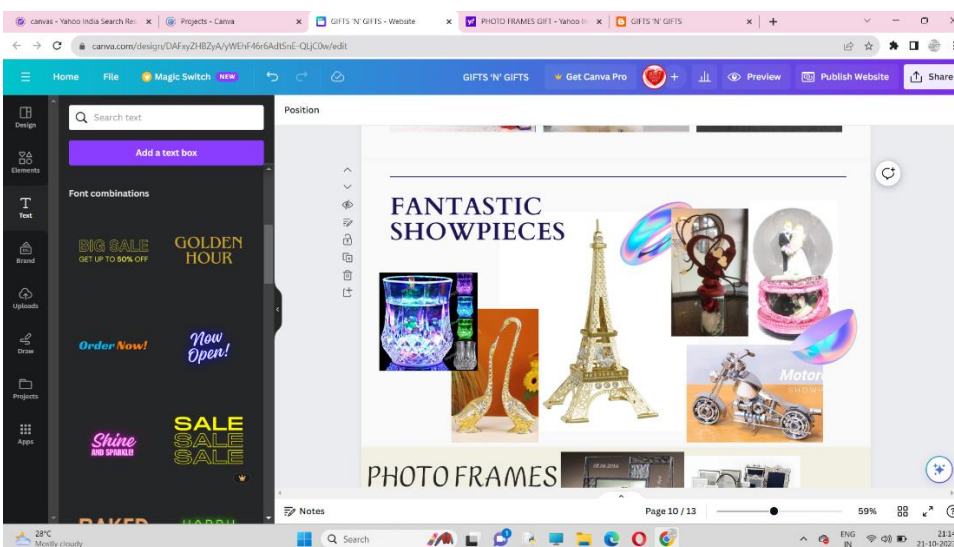 canvas - Yahoo India Search Res
Projects - Canva
GIFTS 'N' GIFTS - Website
PHOTO FRAMES GIFT - Yahoo In
GIFTS 'N' GIFTS
canva.com/design/DAFxyZHBZyA/yWEhF46r6AdtSnE-QLjC0w/edit
Home File Magic Switch NEW GIFTS 'N' GIFTS Get Canva Pro Preview Publish Website Share
Design
Elements
Text
Brand
Uploads
Draw
Projects
Apps
Search text
Add a text box
Font combinations
BIG SALE
GET UP TO 50% OFF
GOLDEN
HOUR
Order Now!
Now
Open!
Shine
AND SPARKLE!
SALE
SALE
SALE
BAKED
HAPPY
Position
FANTASTIC
SHOWPIECES
PHOTO FRAMES
Notes Page 10 / 13 59%
28°C
Mostly cloudy
Search
ENG
IN
21:14
21-10-2023